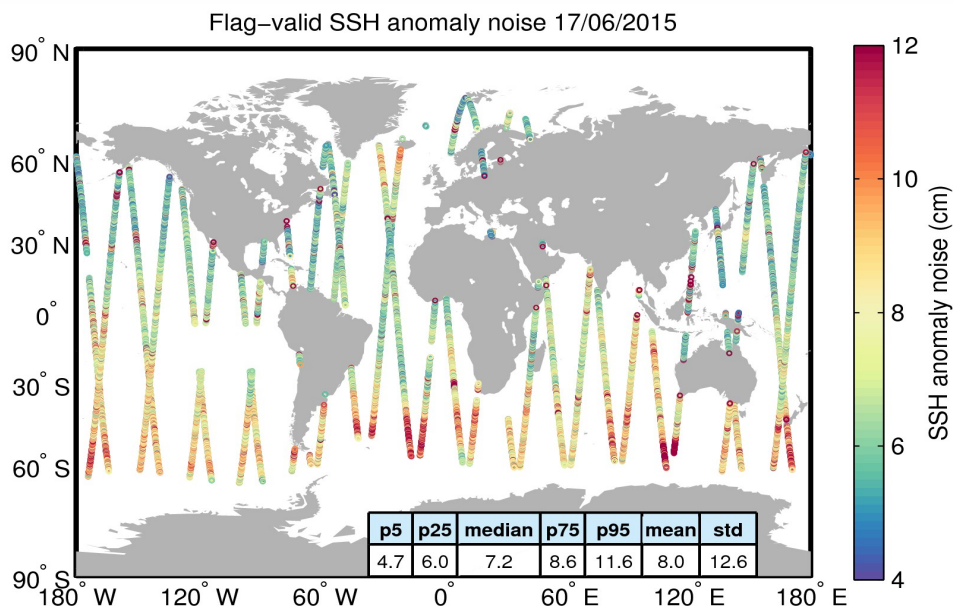 Flag−valid SSH anomaly noise 17/06/2015
90° N
60° N
30° N
0°
30° S
60° S
90° S
180° W 120° W 60° W 0° 60° E 120° E 180° E
p5 p25 median p75 p95 mean std
4.7 6.0 7.2 8.6 11.6 8.0 12.6
12
10
8
6
4
SSH anomaly noise (cm)